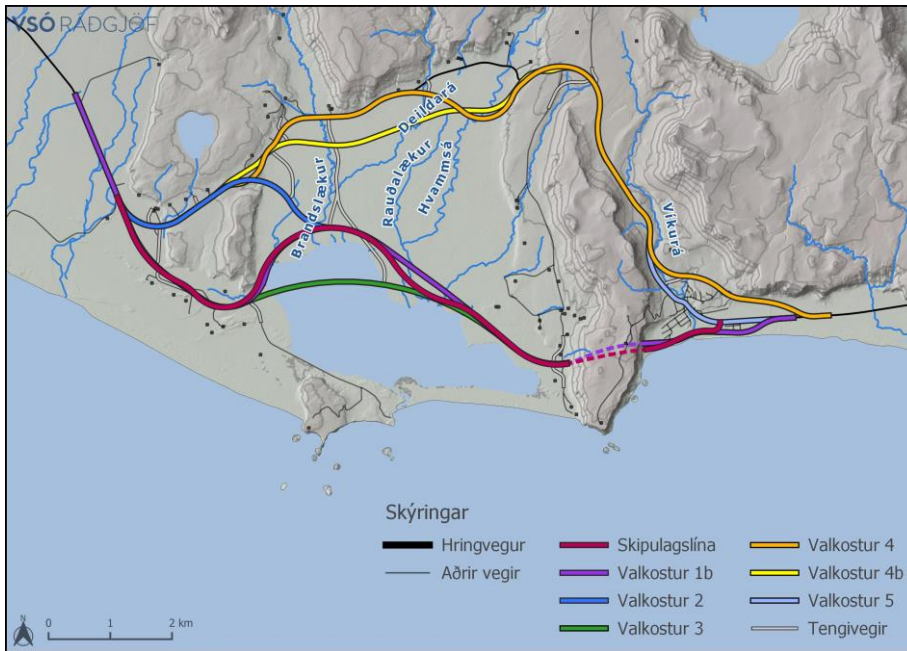 VSÓ RÁÐGJÖF
Deildará
Brandslækur
Rauðalækur
Hvammsá
Víkurá
Skýringar
Hringvegur
Aðrir vegir
Skipulagslína
Valkostur 1b
Valkostur 2
Valkostur 3
Valkostur 4
Valkostur 4b
Valkostur 5
Tengivegir
N
0 1 2 km